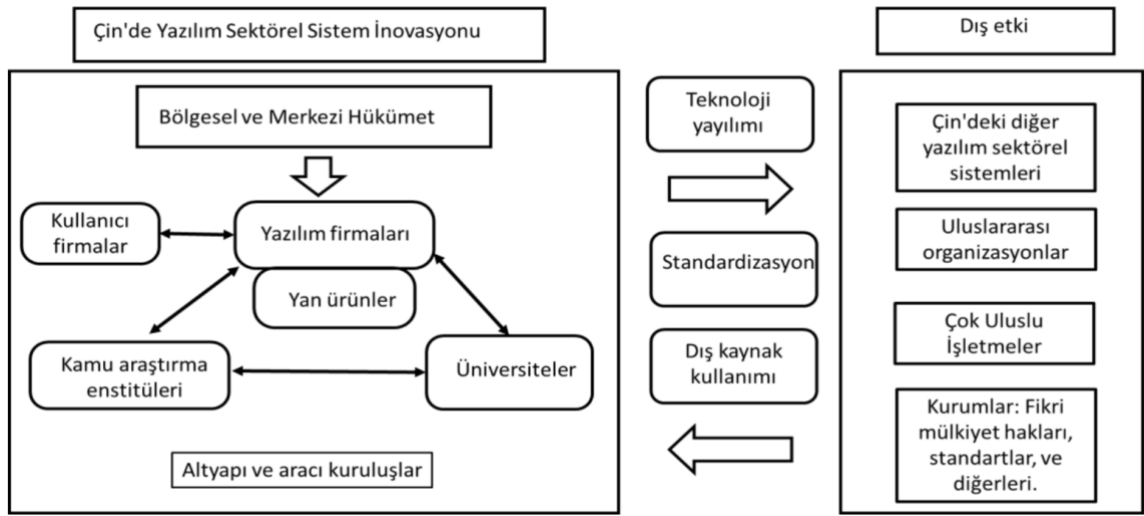 Çin'de Yazılım Sektörel Sistem İnovasyonu
Bölgesel ve Merkezi Hükümet
Kullanıcı
firmalar
Yazılım firmaları
Yan ürünler
Kamu araştırma
enstitüleri
Üniversiteler
Altyapı ve aracı kuruluşlar
Teknoloji
yayılımı
Standardizasyon
Dış kaynak
kullanımı
Dış etki
Çin'deki diğer
yazılım sektörel
sistemleri
Uluslararası
organizasyonlar
Çok Uluslu
İşletmeler
Kurumlar: Fikri
mülkiyet hakları,
standartlar, ve
diğerleri.